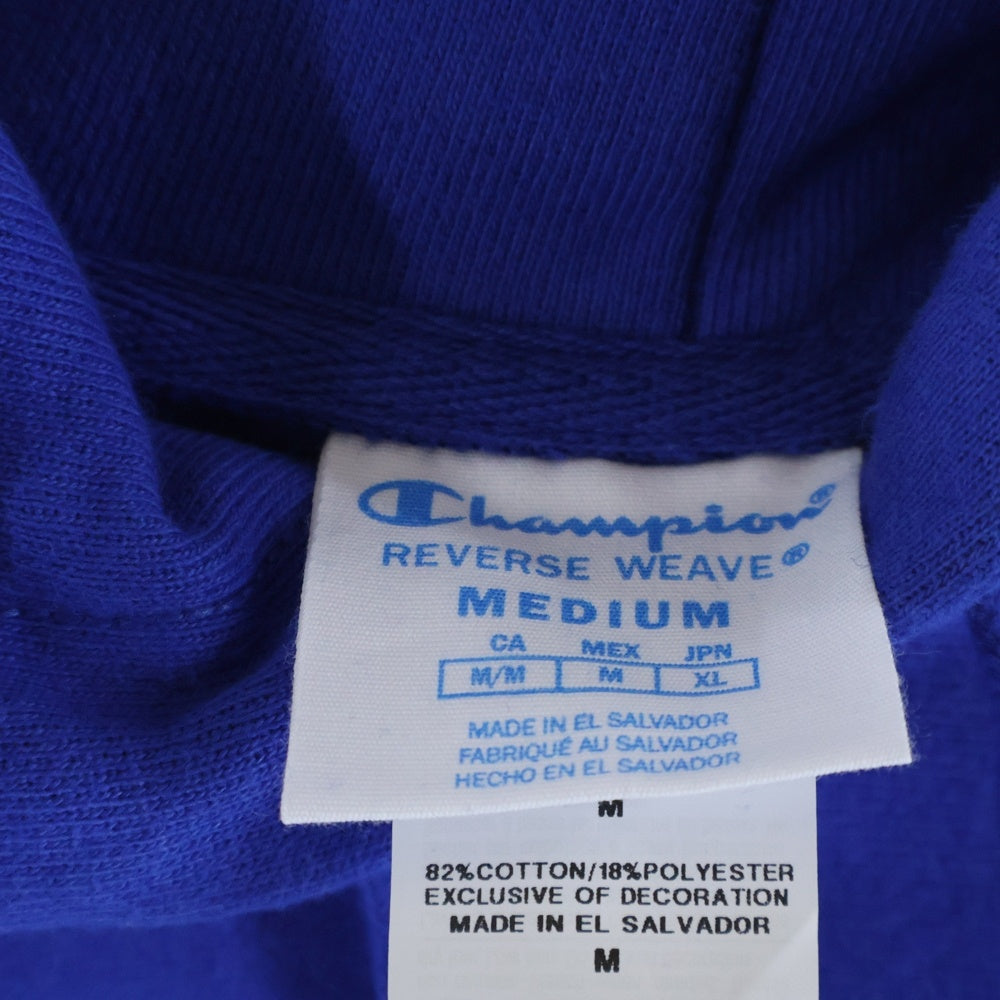 Champion®
REVERSE WEAVE®
MEDIUM
CA MEX JPN
M/M M XL
MADE IN EL SALVADOR
FABRIQUÉ AU SALVADOR
HECHO EN EL SALVADOR
M
82%COTTON/18%POLYESTER
EXCLUSIVE OF DECORATION
MADE IN EL SALVADOR
M